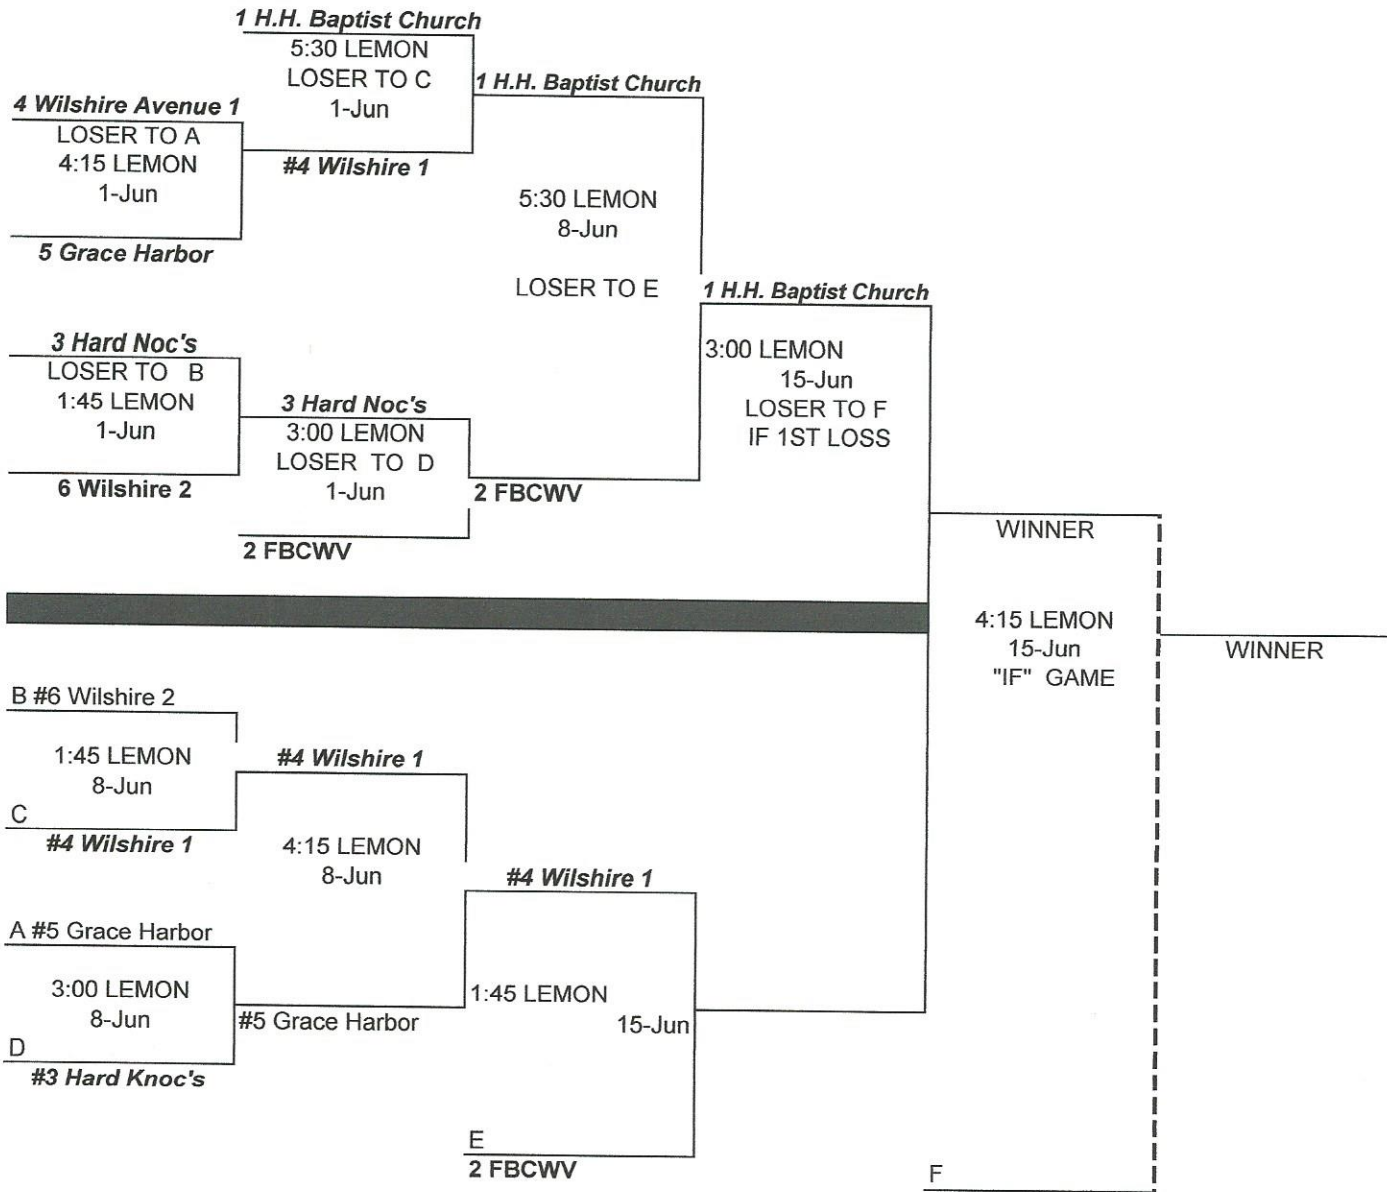 1 H.H. Baptist Church
5:30 LEMON
LOSER TO C
1-Jun
1 H.H. Baptist Church
4 Wilshire Avenue 1
LOSER TO A
4:15 LEMON
1-Jun
#4 Wilshire 1
5 Grace Harbor
5:30 LEMON
8-Jun
LOSER TO E
1 H.H. Baptist Church
3 Hard Noc's
LOSER TO B
1:45 LEMON
1-Jun
6 Wilshire 2
3 Hard Noc's
3:00 LEMON
LOSER TO D
1-Jun
2 FBCWV
2 FBCWV
3:00 LEMON
15-Jun
LOSER TO F
IF 1ST LOSS
WINNER
4:15 LEMON
15-Jun
"IF" GAME
WINNER
B #6 Wilshire 2
1:45 LEMON
8-Jun
C
#4 Wilshire 1
#4 Wilshire 1
4:15 LEMON
8-Jun
#4 Wilshire 1
A #5 Grace Harbor
3:00 LEMON
8-Jun
D
#3 Hard Knoc's
#5 Grace Harbor
1:45 LEMON
15-Jun
E
2 FBCWV
F